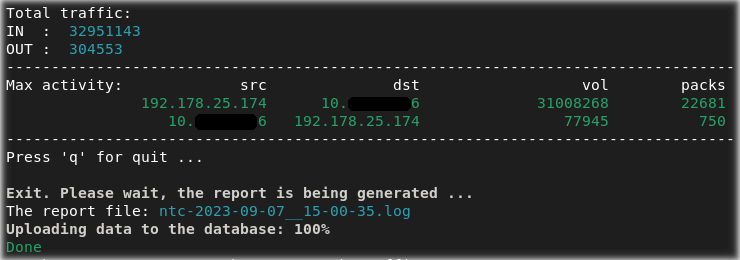 Total traffic:
IN  :  32951143
OUT :  304553
--------------------------------------------------------------------------------
Max activity:             src              dst                  vol        packs
192.178.25.174      10.       6             31008268        22681
10.       6   192.178.25.174                77945          750
--------------------------------------------------------------------------------
Press 'q' for quit ...
Exit. Please wait, the report is being generated ...
The report file: ntc-2023-09-07__15-00-35.log
Uploading data to the database: 100%
Done